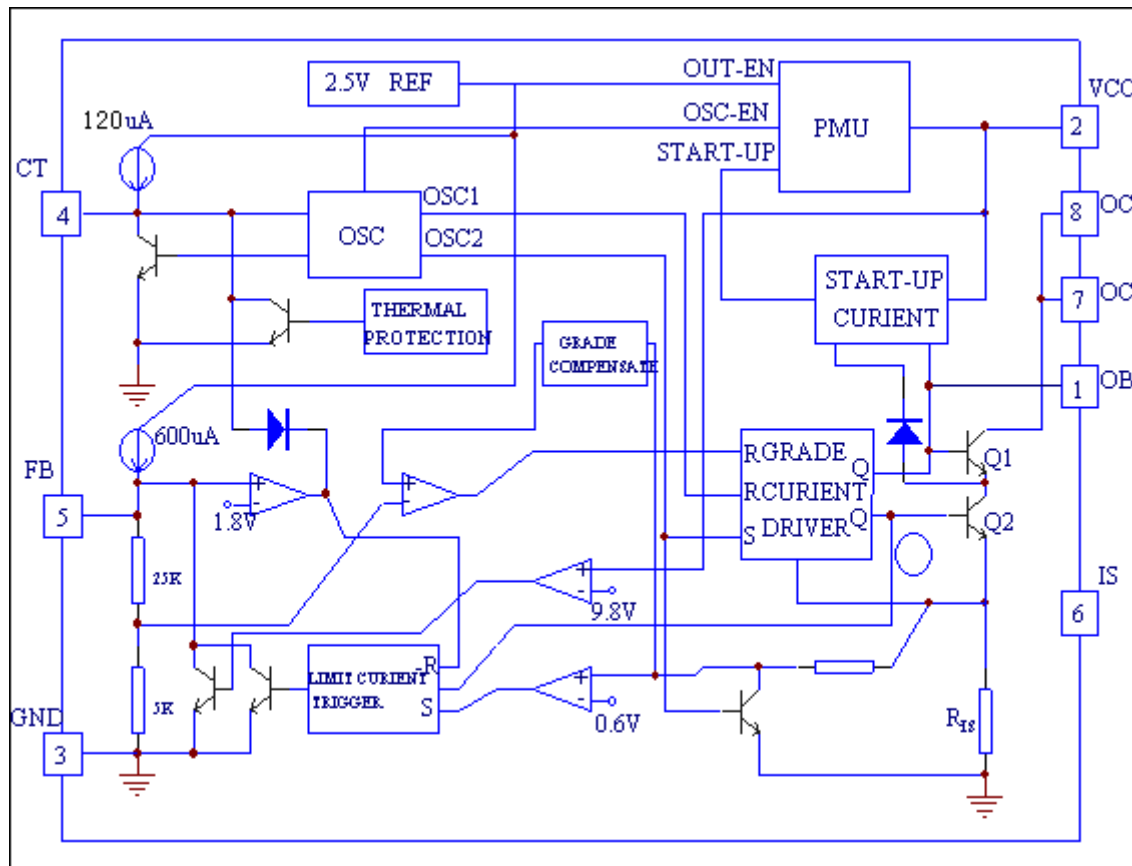 2.5V REF
OUT-EN
OSC-EN
START-UP
PMU
VCC
2
120uA
CT
4
OSC
OSC1
OSC2
OC
8
OC
7
START-UP
CURIENT
THERMAL
PROTECTION
GRADE
COMPENSATE
OB
1
600uA
FB
5
+
-
1.8V
+
-
R GRADE Q
R CURIENT
S DRIVER Q
Q1
Q2
IS
6
25K
+
-
9.8V
5K
GND
3
LIMIT CURIENT
TRIGGER
-R
S
+
-
0.6V
RIS